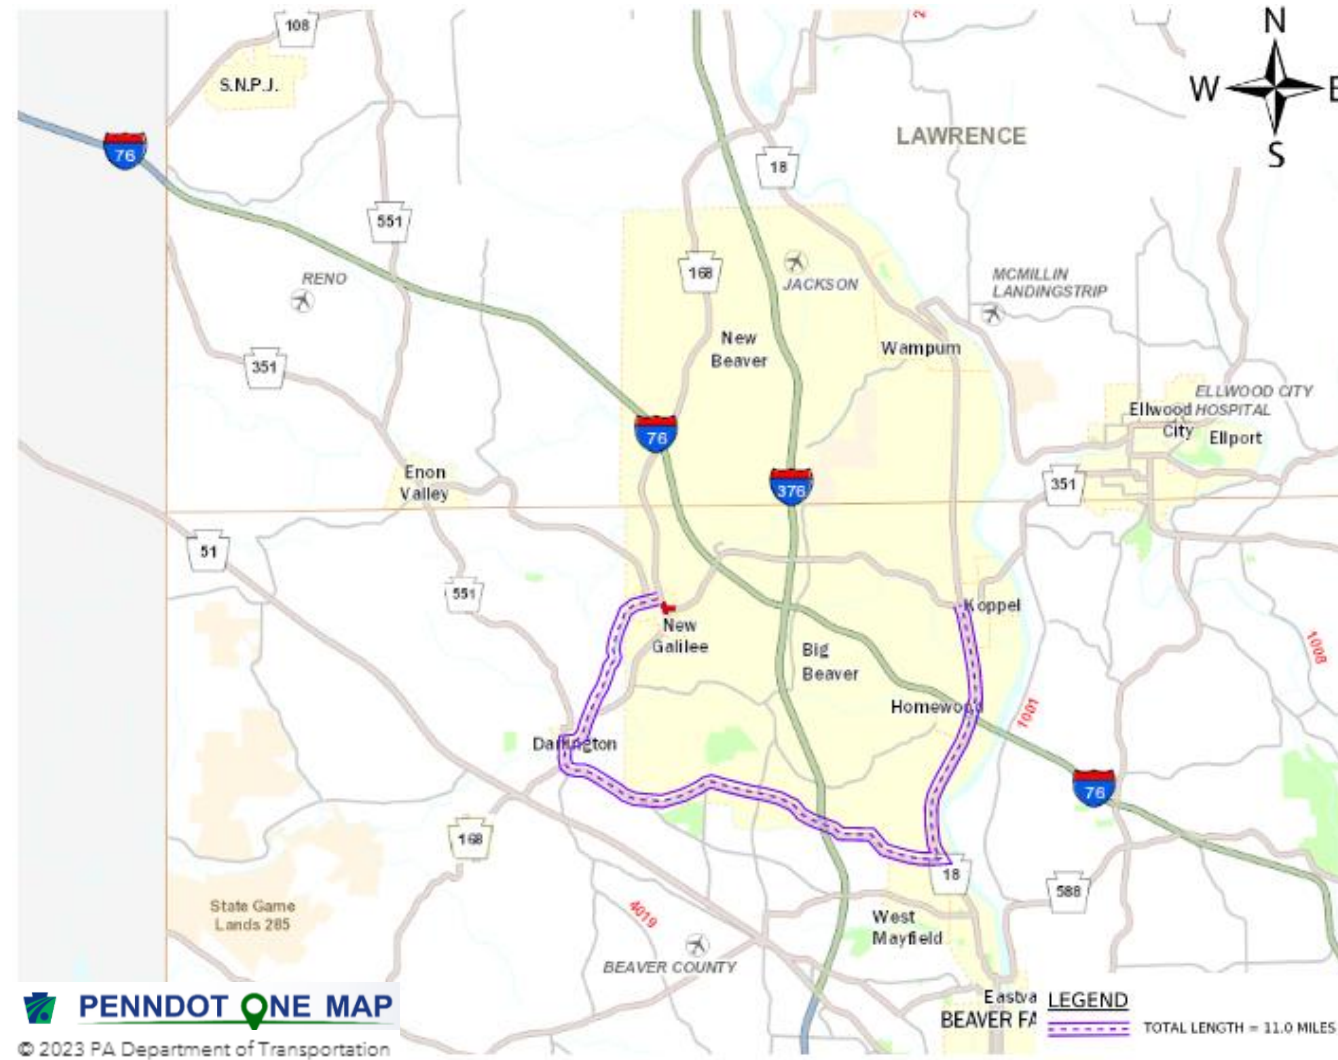 108
S.N.P.J.
N
W
E
S
76
LAWRENCE
18
551
168
RENO
JACKSON
MCMILLIN
LANDINGSTRIP
New
Beaver
Wampum
351
ELLWOOD CITY
HOSPITAL
Ellwood
City
Ellport
76
Enon
Valley
376
351
51
551
Koppel
New
Galilee
Big
Beaver
1008
Homewood
1001
Darlington
76
168
18
588
State Game
Lands 285
4019
West
Mayfield
BEAVER COUNTY
PENNDOT ONE MAP
© 2023 PA Department of Transportation
Eastva
BEAVER FA
LEGEND
TOTAL LENGTH = 11.0 MILES